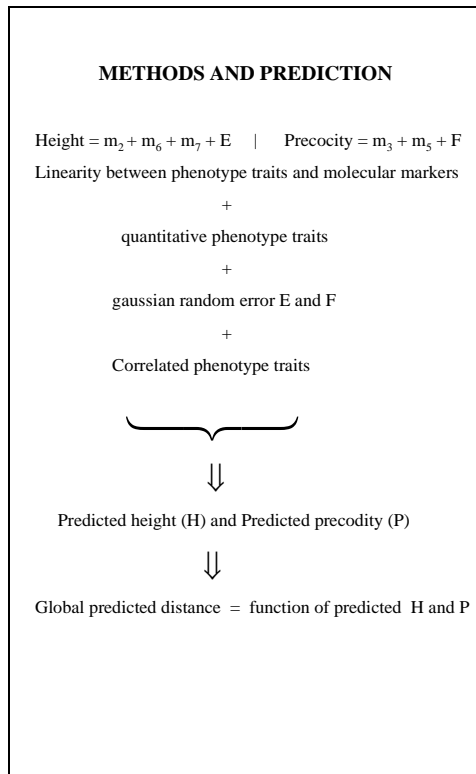 METHODS AND PREDICTION
Height = m₂ + m₆ + m₇ + E | Precocity = m₃ + m₅ + F
Linearity between phenotype traits and molecular markers
+
quantitative phenotype traits
+
gaussian random error E and F
+
Correlated phenotype traits
⇓
Predicted height (H) and Predicted precodity (P)
⇓
Global predicted distance = function of predicted H and P